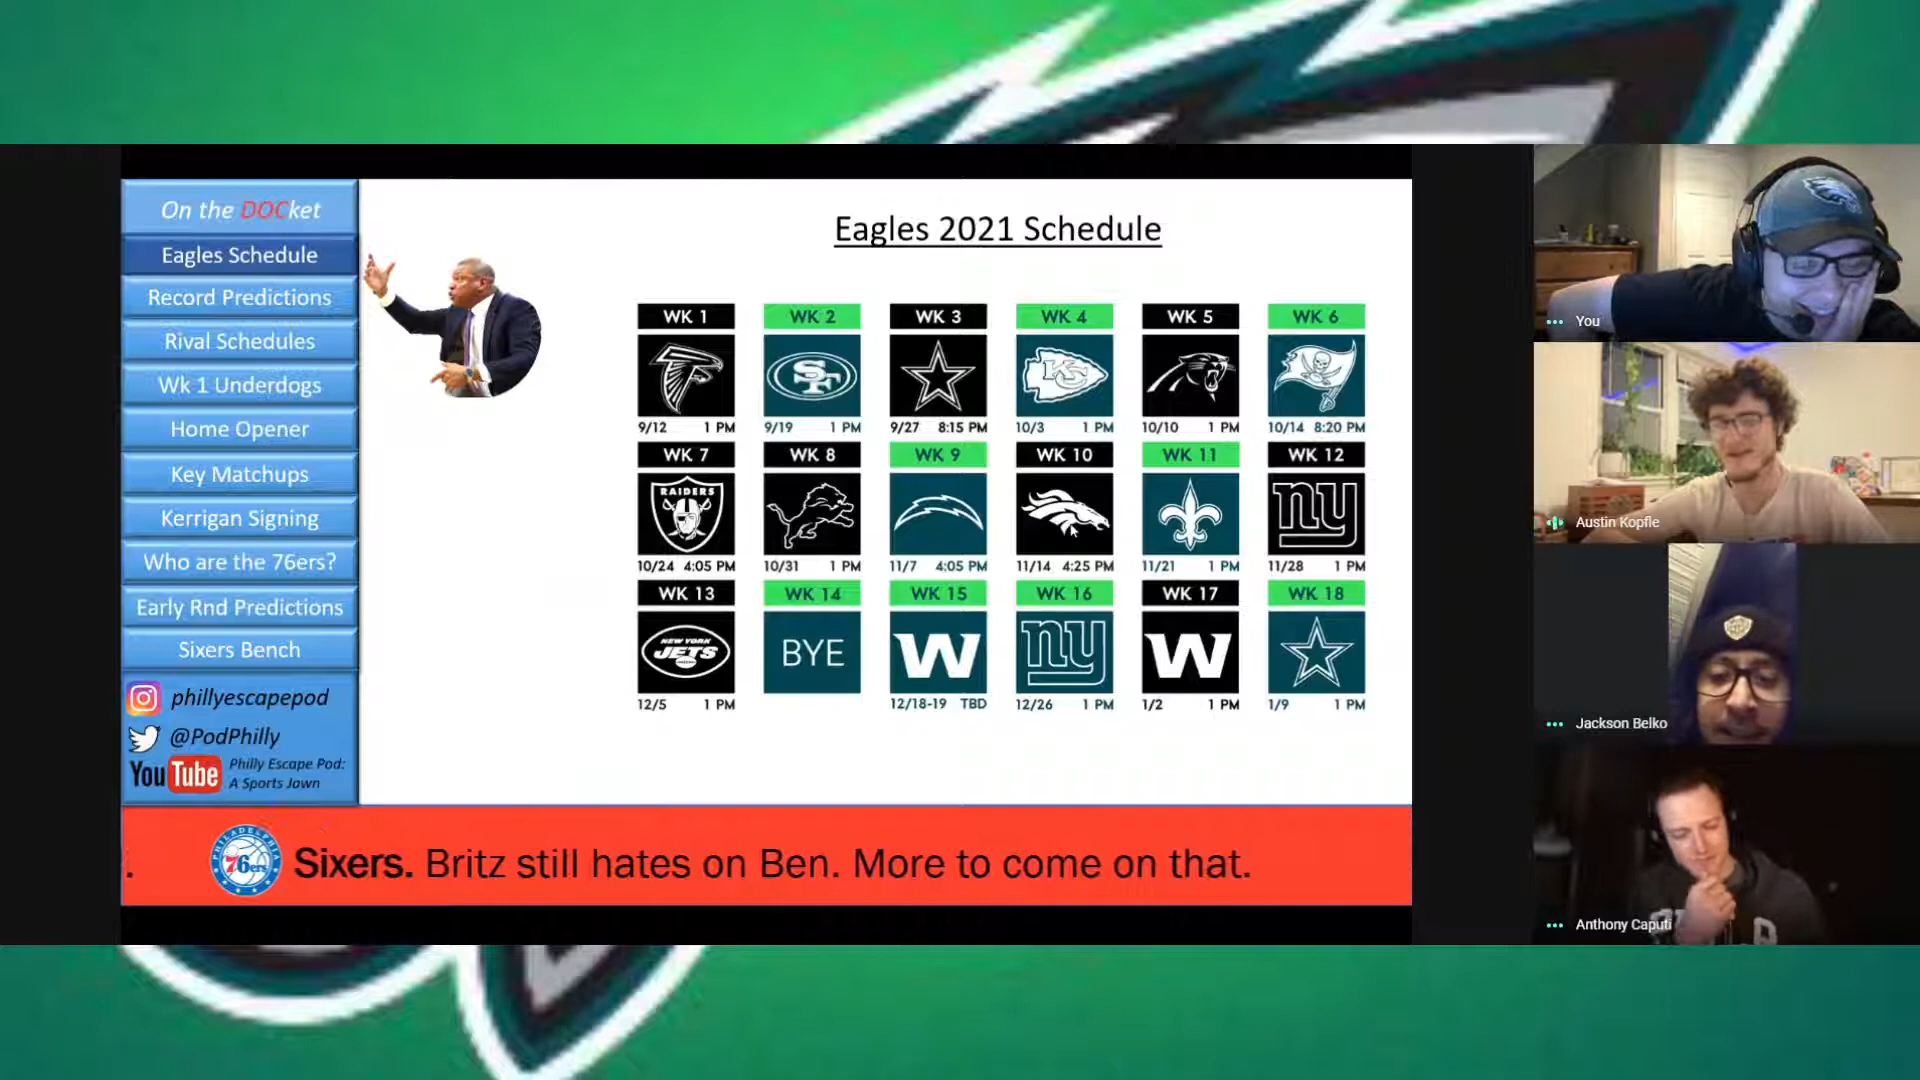 On the DOCket
Eagles Schedule
Record Predictions
Rival Schedules
Wk 1 Underdogs
Home Opener
Key Matchups
Kerrigan Signing
Who are the 76ers?
Early Rnd Predictions
Sixers Bench
phillyescapepod
@PodPhilly
YouTube Philly Escape Pod:
A Sports Jawn
Eagles 2021 Schedule
WK 1 WK 2 WK 3 WK 4 WK 5 WK 6
SF KC
9/12 1 PM 9/19 1 PM 9/27 8:15 PM 10/3 1 PM 10/10 1 PM 10/14 8:20 PM
WK 7 WK 8 WK 9 WK 10 WK 11 WK 12
RAIDERS ny
10/24 4:05 PM 10/31 1 PM 11/7 4:05 PM 11/14 4:25 PM 11/21 1 PM 11/28 1 PM
WK 13 WK 14 WK 15 WK 16 WK 17 WK 18
NEW YORK
JETS BYE W ny W
12/5 1 PM 12/18-19 TBD 12/26 1 PM 1/2 1 PM 1/9 1 PM
. PHILADELPHIA 76ers Sixers. Britz still hates on Ben. More to come on that.
You
Austin Kopfle
Jackson Belko
Anthony Caputi